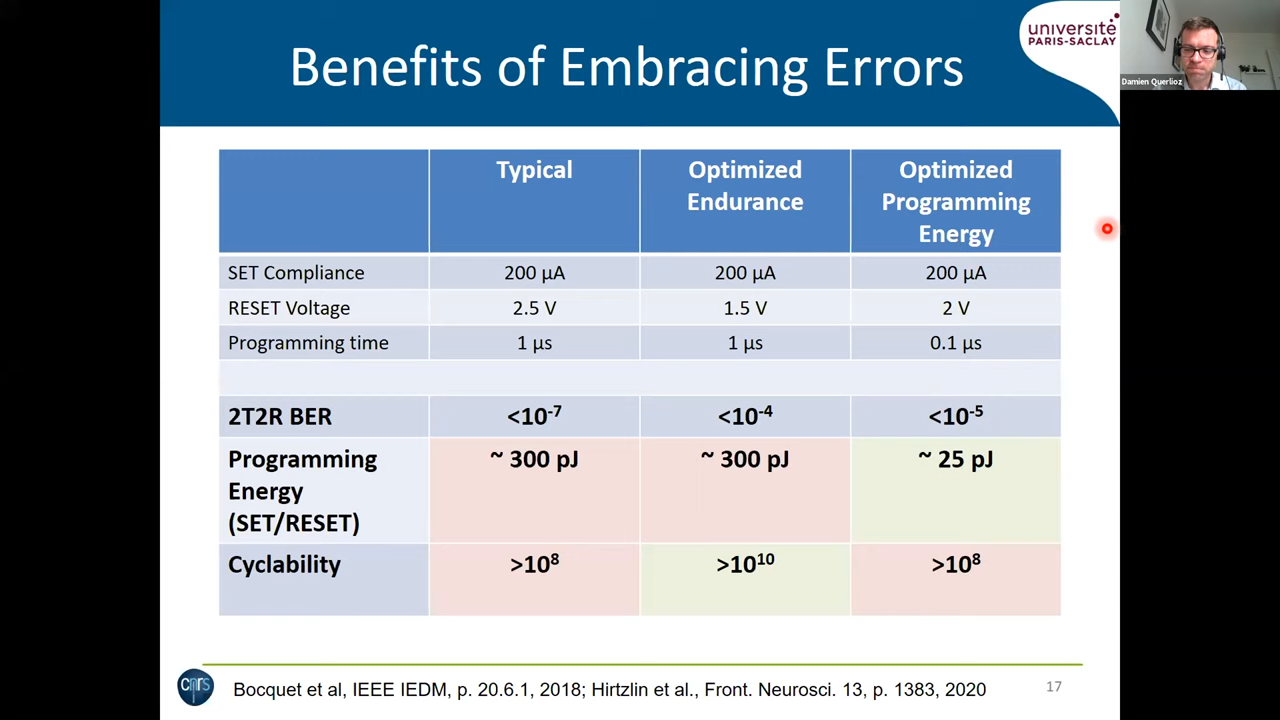 Benefits of Embracing Errors
université
PARIS-SACLAY
Damien Querlioz
Typical
Optimized
Endurance
Optimized
Programming
Energy
SET Compliance 200 µA 200 µA 200 µA
RESET Voltage 2.5 V 1.5 V 2 V
Programming time 1 µs 1 µs 0.1 µs
2T2R BER <10⁻⁷ <10⁻⁴ <10⁻⁵
Programming
Energy
(SET/RESET)
~ 300 pJ ~ 300 pJ ~ 25 pJ
Cyclability >10⁸ >10¹⁰ >10⁸
cnrs
Bocquet et al, IEEE IEDM, p. 20.6.1, 2018; Hirtzlin et al., Front. Neurosci. 13, p. 1383, 2020
17